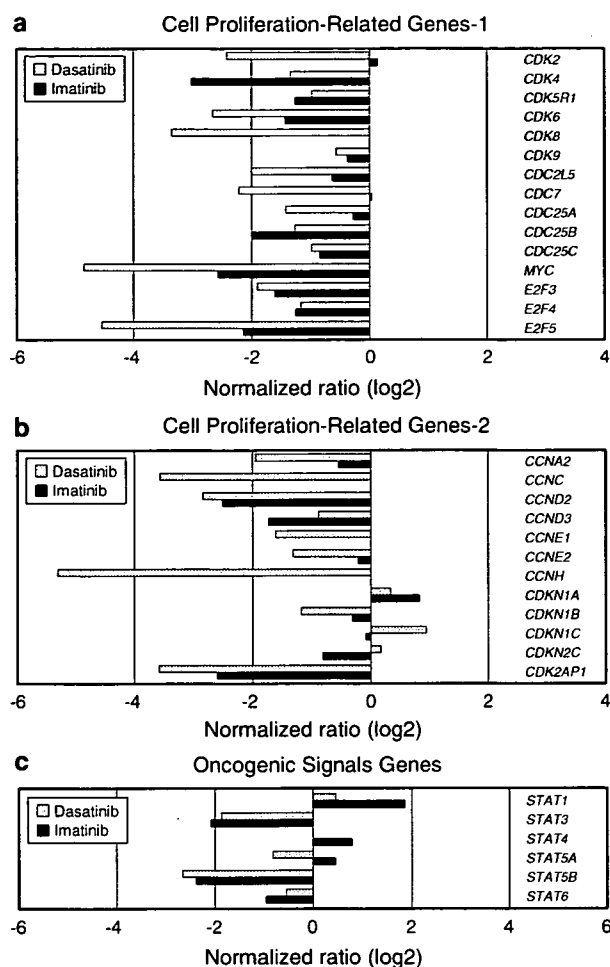 a
Cell Proliferation-Related Genes-1
Dasatinib
Imatinib
CDK2
CDK4
CDK5R1
CDK6
CDK8
CDK9
CDC2L5
CDC7
CDC25A
CDC25B
CDC25C
MYC
E2F3
E2F4
E2F5
-6 -4 -2 0 2 4
Normalized ratio (log2)
b
Cell Proliferation-Related Genes-2
Dasatinib
Imatinib
CCNA2
CCNC
CCND2
CCND3
CCNE1
CCNE2
CCNH
CDKN1A
CDKN1B
CDKN1C
CDKN2C
CDK2AP1
-6 -4 -2 0 2 4
Normalized ratio (log2)
c
Oncogenic Signals Genes
Dasatinib
Imatinib
STAT1
STAT3
STAT4
STAT5A
STAT5B
STAT6
-6 -4 -2 0 2 4 6
Normalized ratio (log2)